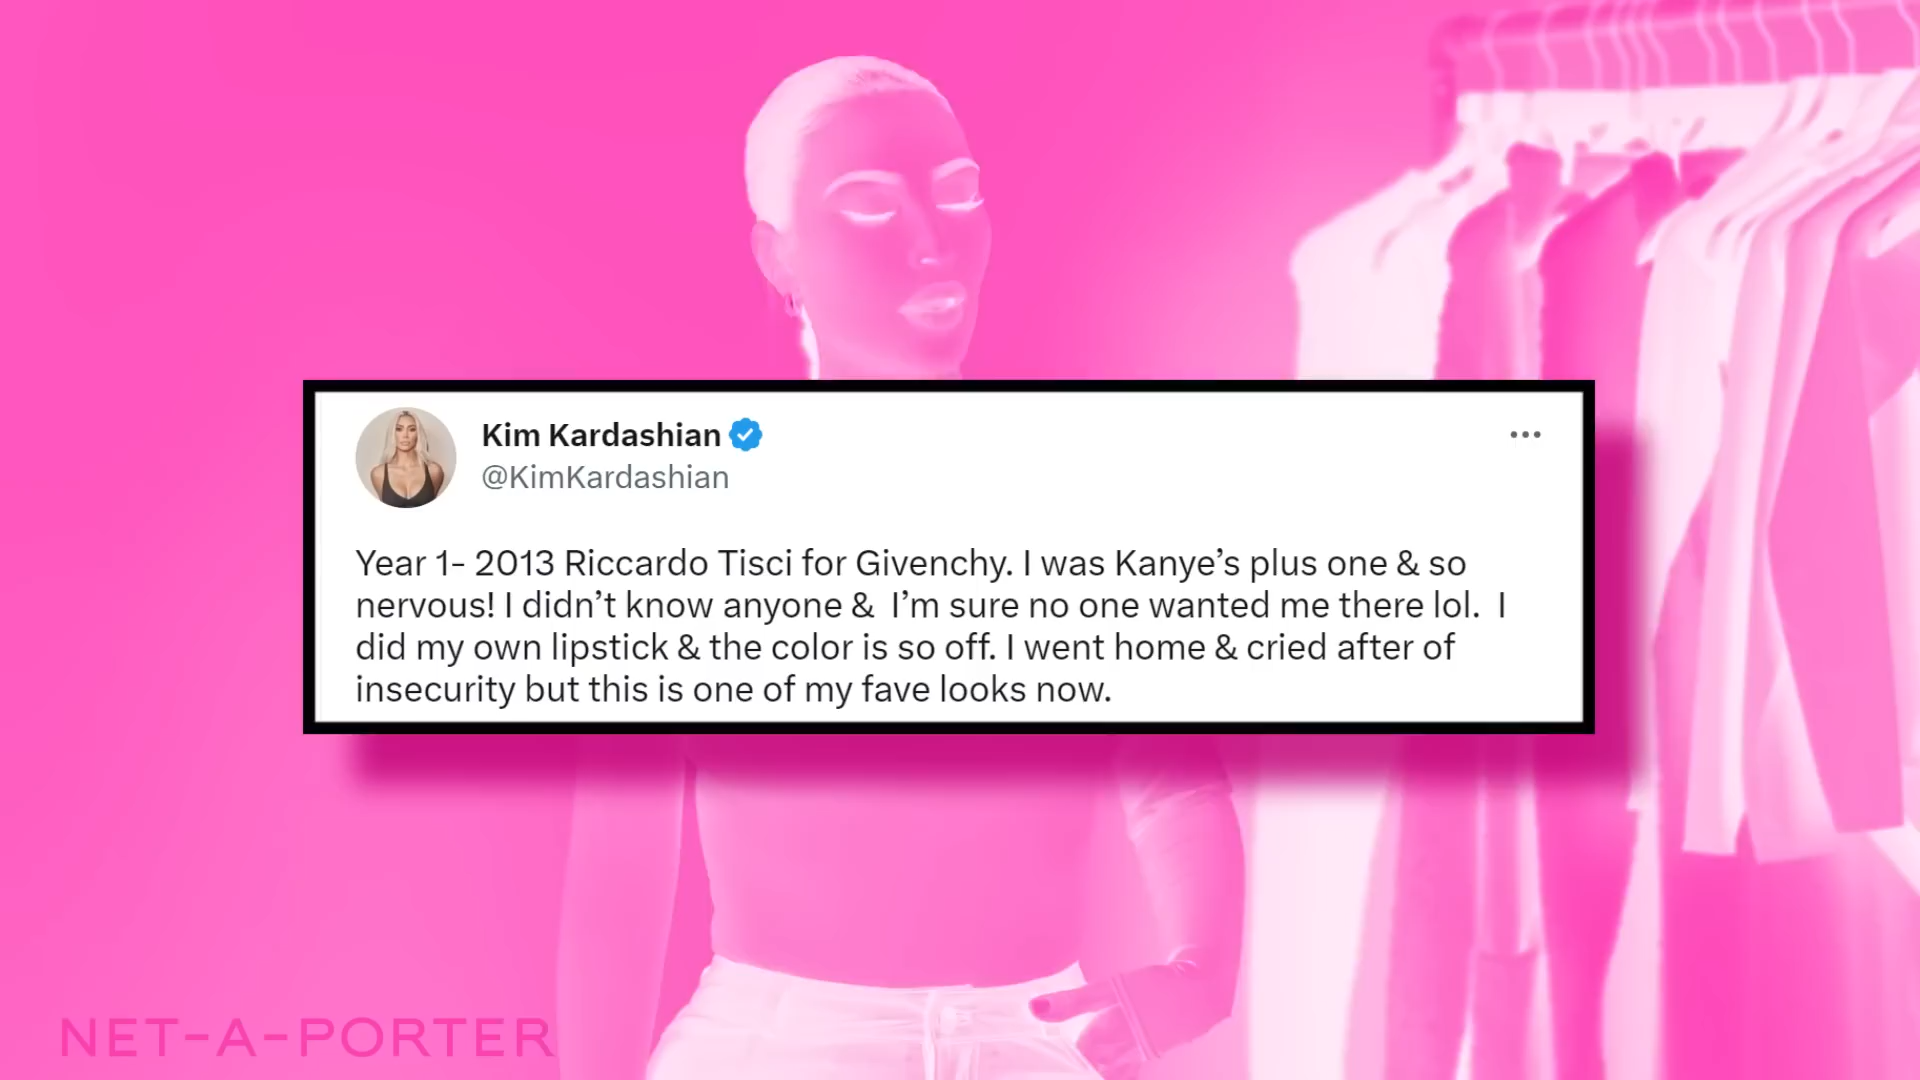 Kim Kardashian
@KimKardashian
Year 1- 2013 Riccardo Tisci for Givenchy. I was Kanye’s plus one & so
nervous! I didn’t know anyone &  I’m sure no one wanted me there lol.  I
did my own lipstick & the color is so off. I went home & cried after of
insecurity but this is one of my fave looks now.
NET-A-PORTER